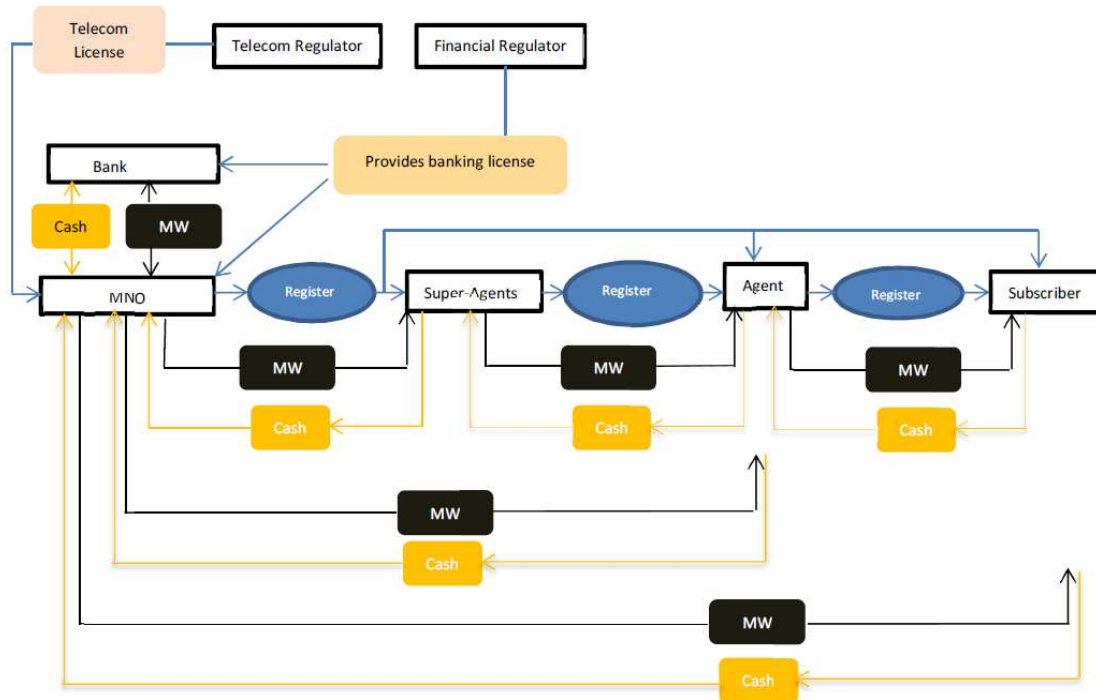 Telecom
License
Telecom Regulator
Financial Regulator
Provides banking license
Bank
Cash
MW
MNO
Register
Super-Agents
Register
Agent
Register
Subscriber
MW
MW
MW
Cash
Cash
Cash
MW
Cash
MW
Cash